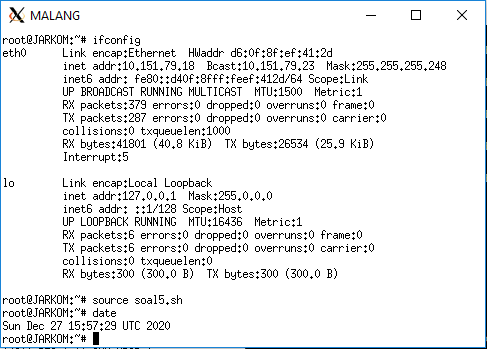 MALANG
root@JARKOM:~# ifconfig
eth0 Link encap:Ethernet HWaddr d6:0f:8f:ef:41:2d
inet addr:10.151.79.18 Bcast:10.151.79.23 Mask:255.255.255.248
inet6 addr: fe80::d40f:8fff:feef:412d/64 Scope:Link
UP BROADCAST RUNNING MULTICAST MTU:1500 Metric:1
RX packets:379 errors:0 dropped:0 overruns:0 frame:0
TX packets:287 errors:0 dropped:0 overruns:0 carrier:0
collisions:0 txqueuelen:1000
RX bytes:41801 (40.8 KiB) TX bytes:26534 (25.9 KiB)
Interrupt:5
lo Link encap:Local Loopback
inet addr:127.0.0.1 Mask:255.0.0.0
inet6 addr: ::1/128 Scope:Host
UP LOOPBACK RUNNING MTU:16436 Metric:1
RX packets:6 errors:0 dropped:0 overruns:0 frame:0
TX packets:6 errors:0 dropped:0 overruns:0 carrier:0
collisions:0 txqueuelen:0
RX bytes:300 (300.0 B) TX bytes:300 (300.0 B)
root@JARKOM:~# source soal5.sh
root@JARKOM:~# date
Sun Dec 27 15:57:29 UTC 2020
root@JARKOM:~#